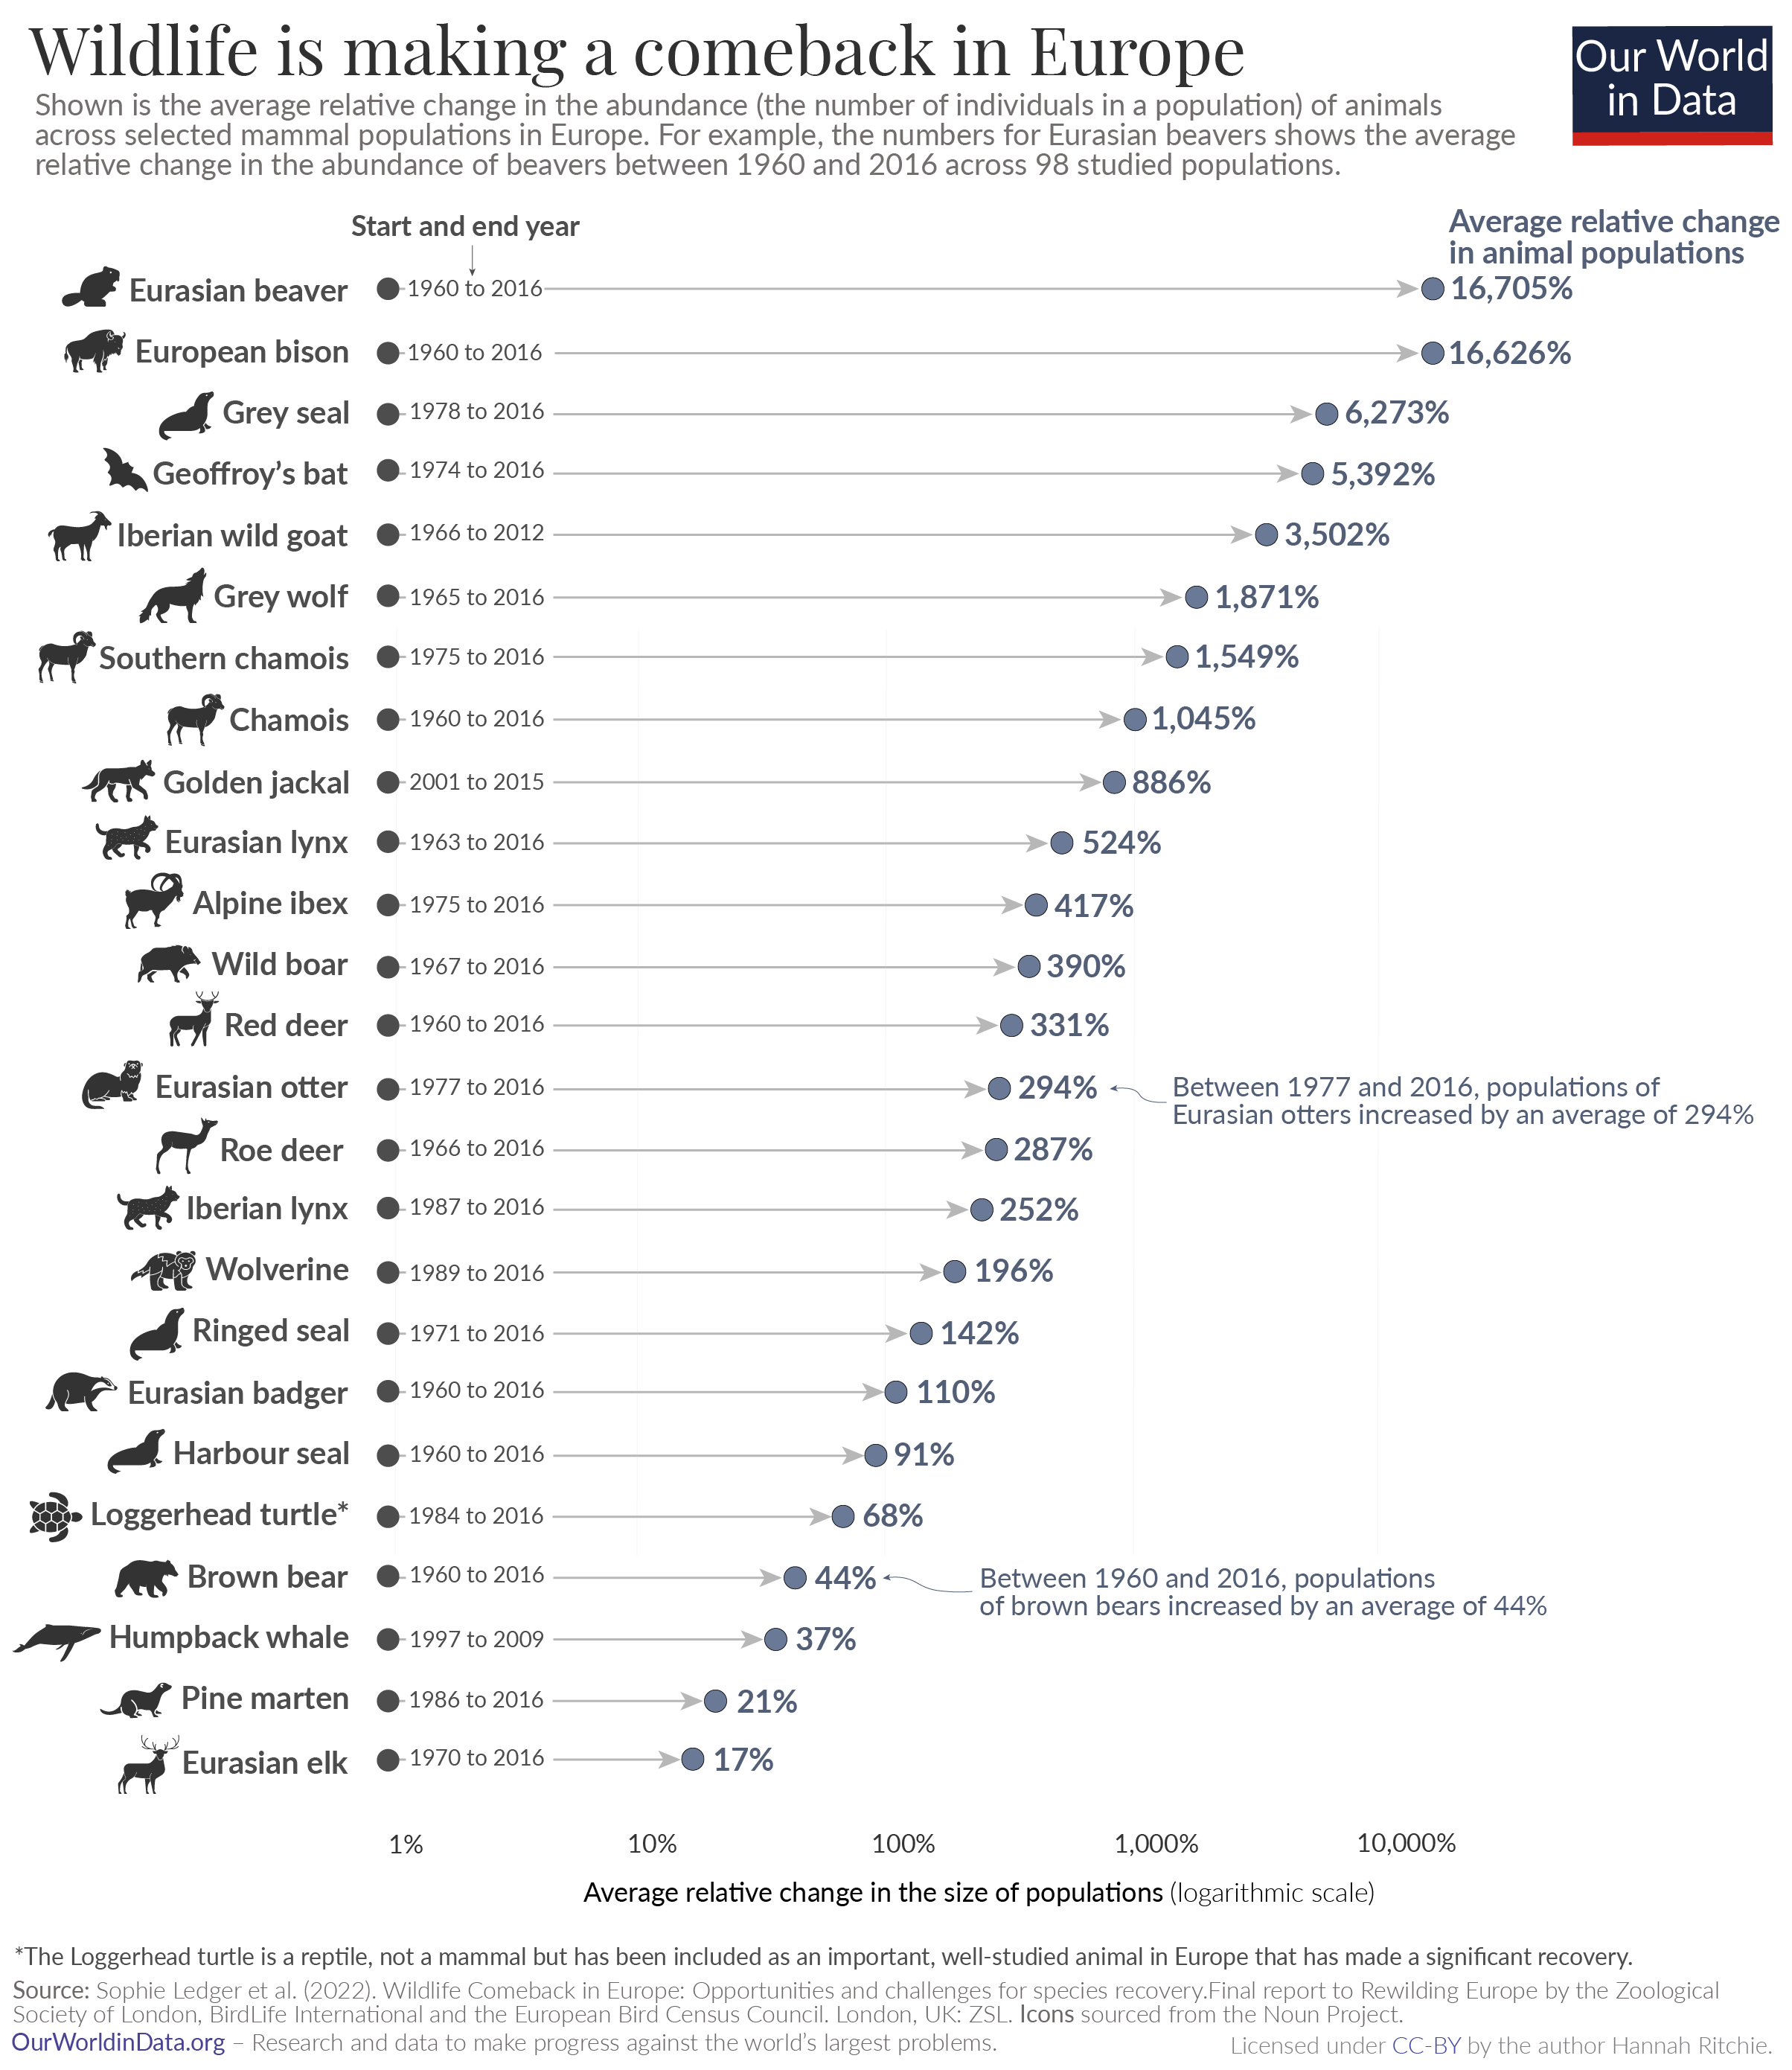 Wildlife is making a comeback in Europe
Our World
in Data
Shown is the average relative change in the abundance (the number of individuals in a population) of animals
across selected mammal populations in Europe. For example, the numbers for Eurasian beavers shows the average
relative change in the abundance of beavers between 1960 and 2016 across 98 studied populations.
Start and end year
Average relative change
in animal populations
Eurasian beaver 1960 to 2016 16,705%
European bison 1960 to 2016 16,626%
Grey seal 1978 to 2016 6,273%
Geoffroy's bat 1974 to 2016 5,392%
Iberian wild goat 1966 to 2012 3,502%
Grey wolf 1965 to 2016 1,871%
Southern chamois 1975 to 2016 1,549%
Chamois 1960 to 2016 1,045%
Golden jackal 2001 to 2015 886%
Eurasian lynx 1963 to 2016 524%
Alpine ibex 1975 to 2016 417%
Wild boar 1967 to 2016 390%
Red deer 1960 to 2016 331%
Eurasian otter 1977 to 2016 294%
Between 1977 and 2016, populations of
Eurasian otters increased by an average of 294%
Roe deer 1966 to 2016 287%
Iberian lynx 1987 to 2016 252%
Wolverine 1989 to 2016 196%
Ringed seal 1971 to 2016 142%
Eurasian badger 1960 to 2016 110%
Harbour seal 1960 to 2016 91%
Loggerhead turtle* 1984 to 2016 68%
Brown bear 1960 to 2016 44%
Between 1960 and 2016, populations
of brown bears increased by an average of 44%
Humpback whale 1997 to 2009 37%
Pine marten 1986 to 2016 21%
Eurasian elk 1970 to 2016 17%
1% 10% 100% 1,000% 10,000%
Average relative change in the size of populations (logarithmic scale)
*The Loggerhead turtle is a reptile, not a mammal but has been included as an important, well-studied animal in Europe that has made a significant recovery.
Source: Sophie Ledger et al. (2022). Wildlife Comeback in Europe: Opportunities and challenges for species recovery.Final report to Rewilding Europe by the Zoological
Society of London, BirdLife International and the European Bird Census Council. London, UK: ZSL. Icons sourced from the Noun Project.
OurWorldinData.org – Research and data to make progress against the world's largest problems.
Licensed under CC-BY by the author Hannah Ritchie.